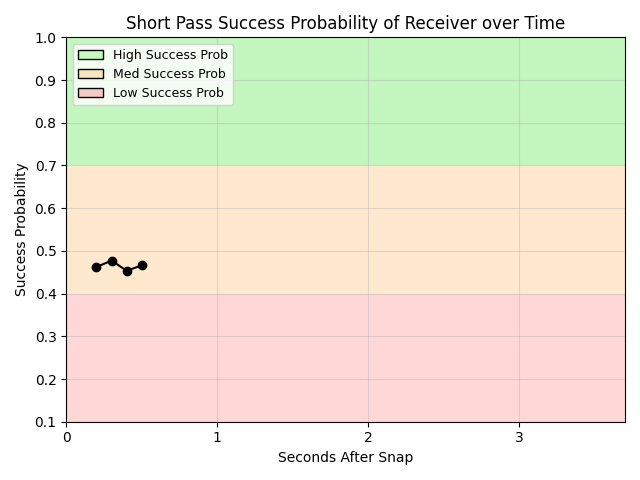 Short Pass Success Probability of Receiver over Time
1.0
High Success Prob
Med Success Prob
Low Success Prob
0.9
0.8
0.7
0.6
0.5
0.4
0.3
0.2
0.1
Success Probability
0
1
2
3
Seconds After Snap